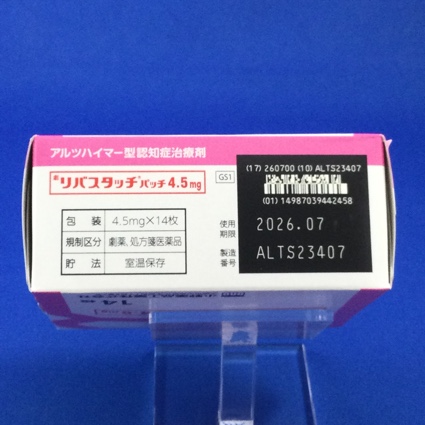 アルツハイマー型認知症治療剤
劇 リバスタッチ®パッチ4.5mg
GS1
包装 4.5mg×14枚
規制区分 劇薬、処方箋医薬品
貯法 室温保存
(17) 260700 (10) ALTS23407
(01) 14987039442458
使用期限 2026.07
製造番号 ALTS23407